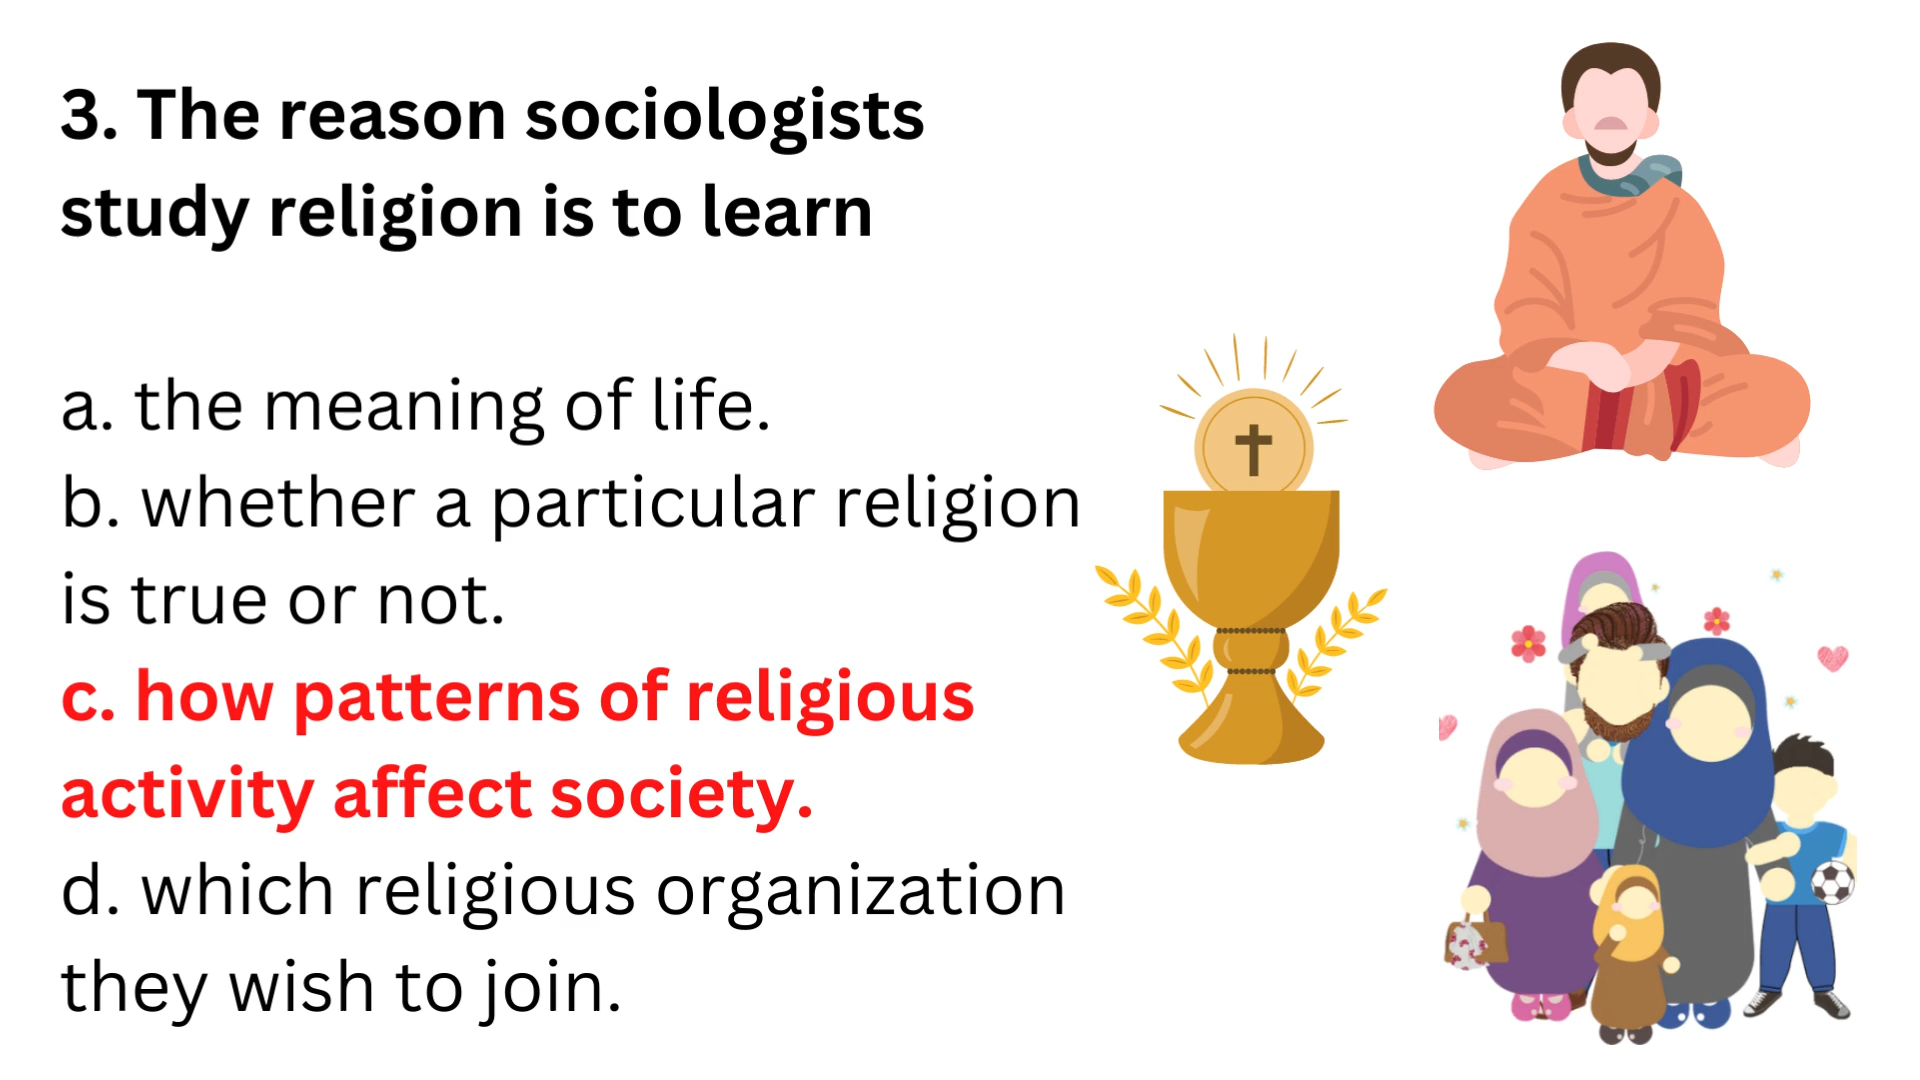 3. The reason sociologists
study religion is to learn
a. the meaning of life.
b. whether a particular religion
is true or not.
c. how patterns of religious
activity affect society.
d. which religious organization
they wish to join.